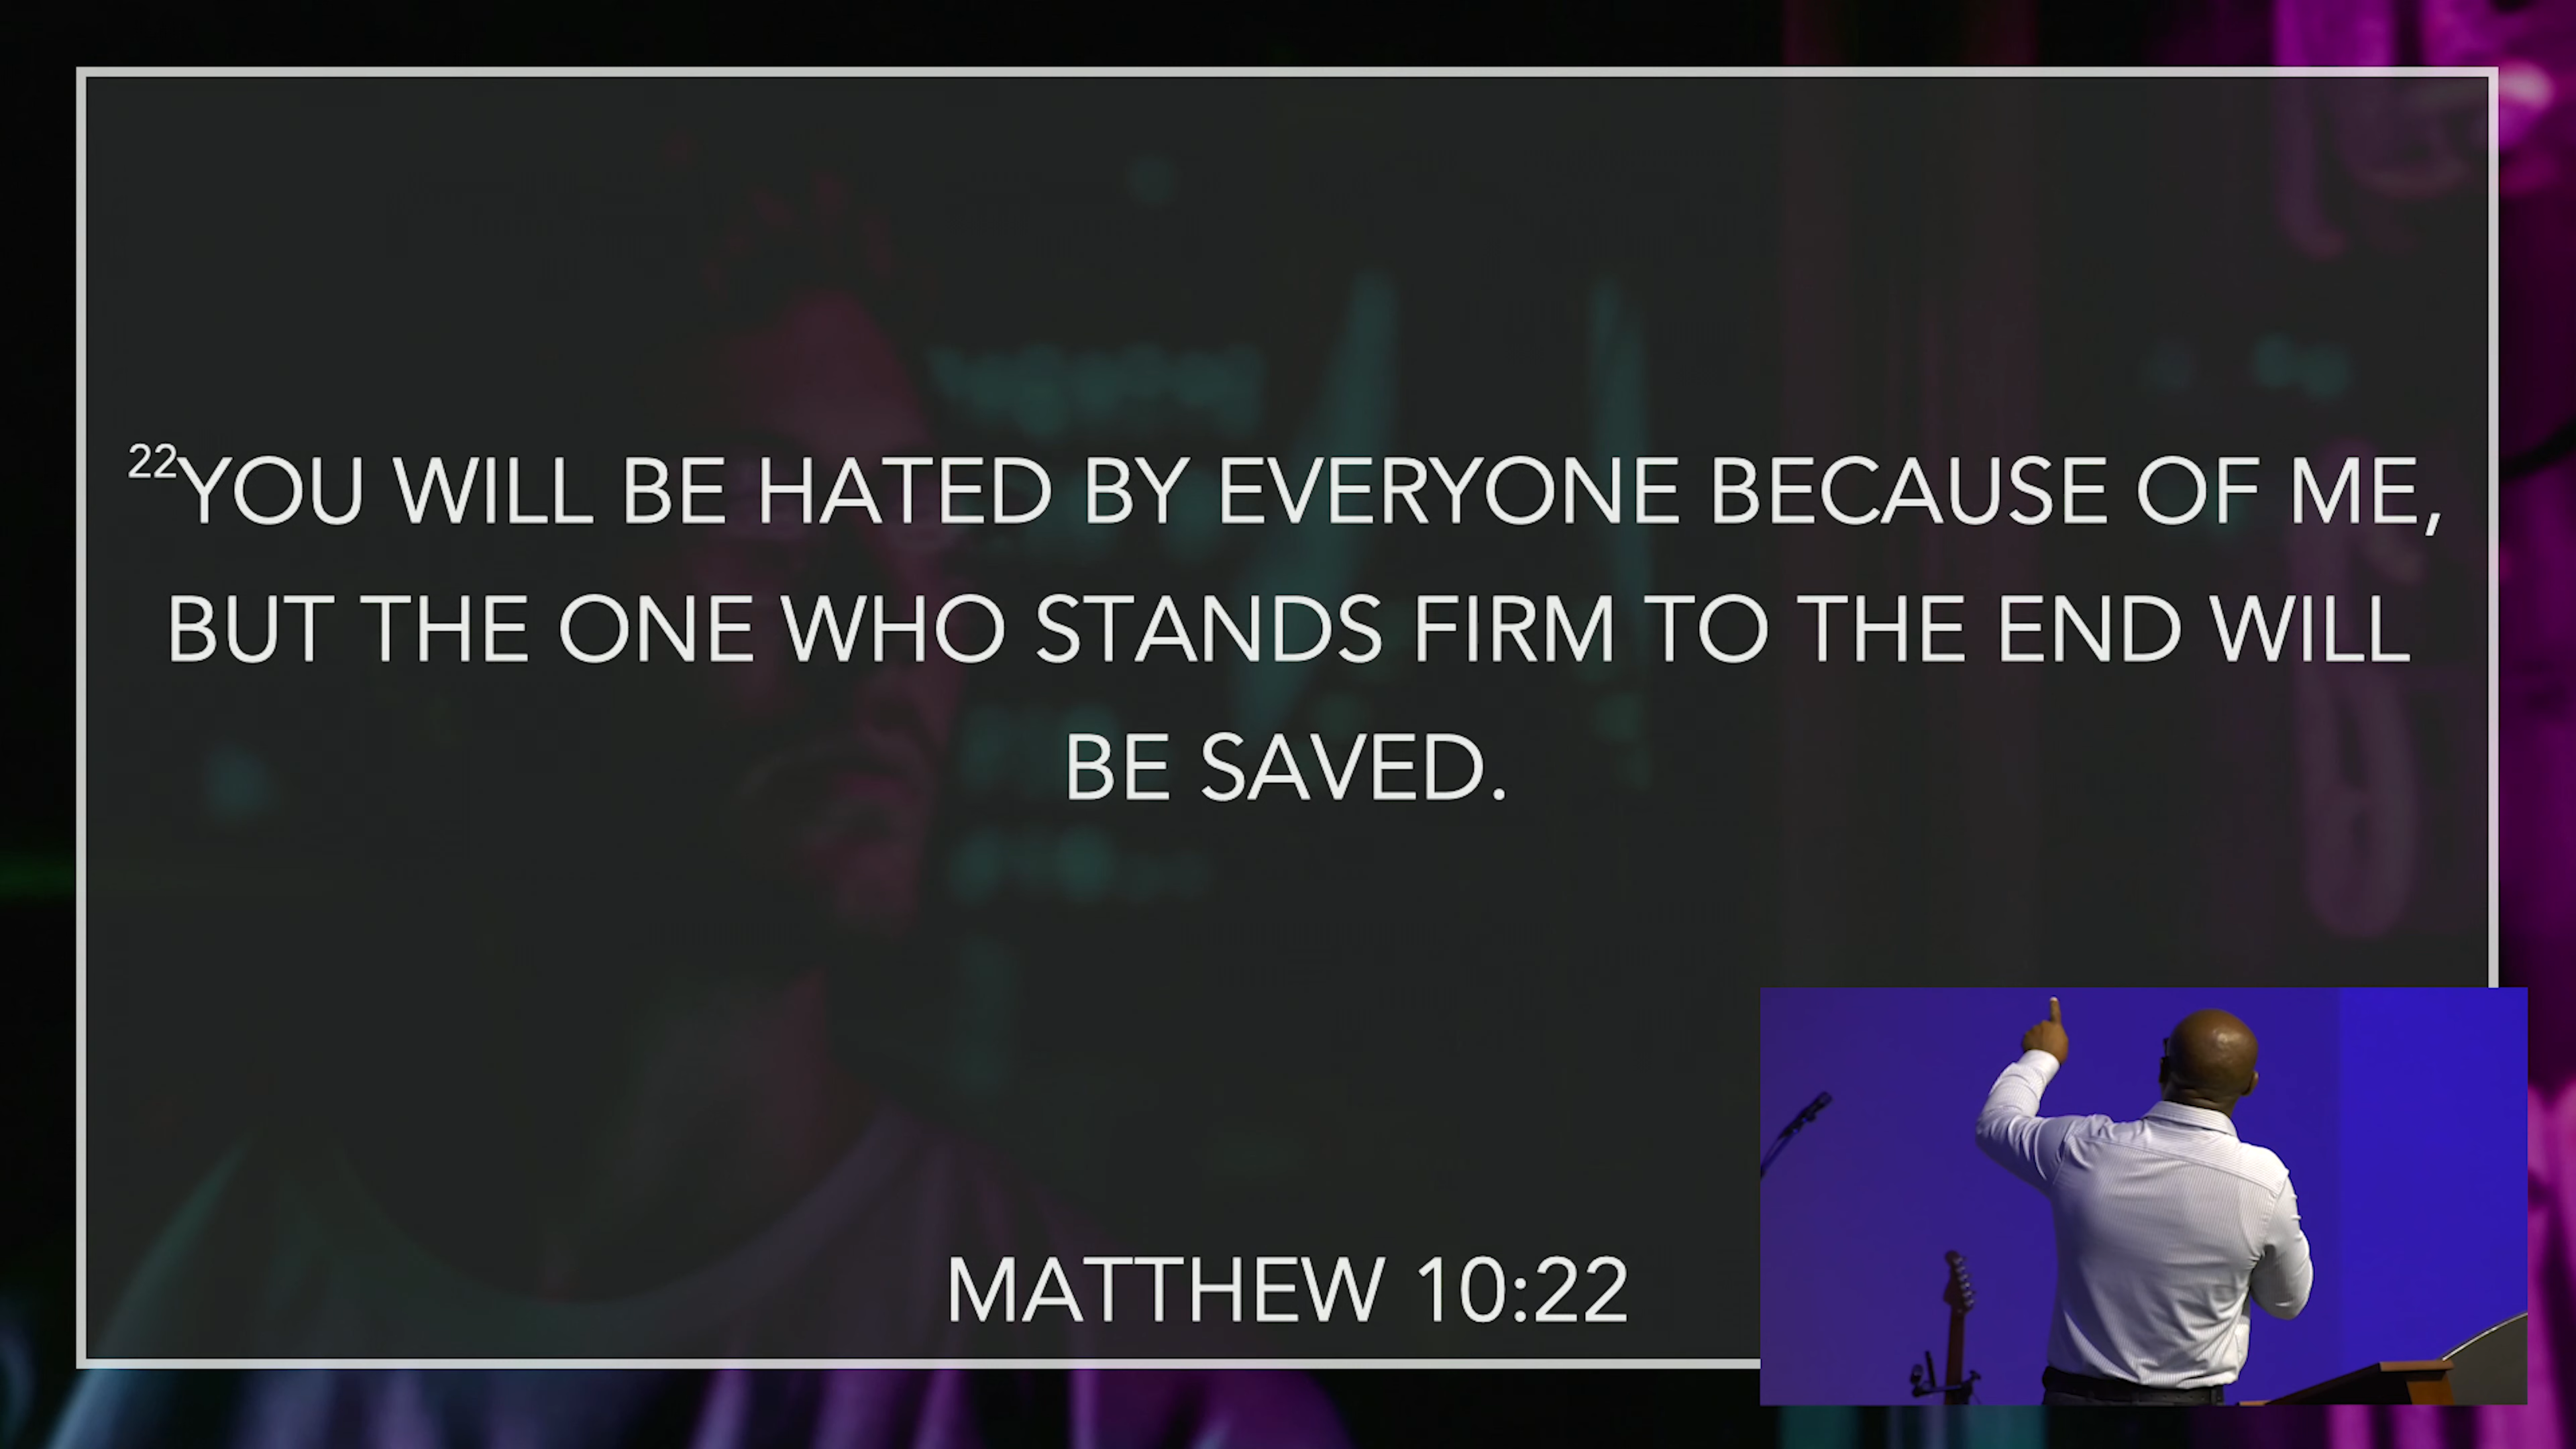 ²²YOU WILL BE HATED BY EVERYONE BECAUSE OF ME,
BUT THE ONE WHO STANDS FIRM TO THE END WILL
BE SAVED.
MATTHEW 10:22